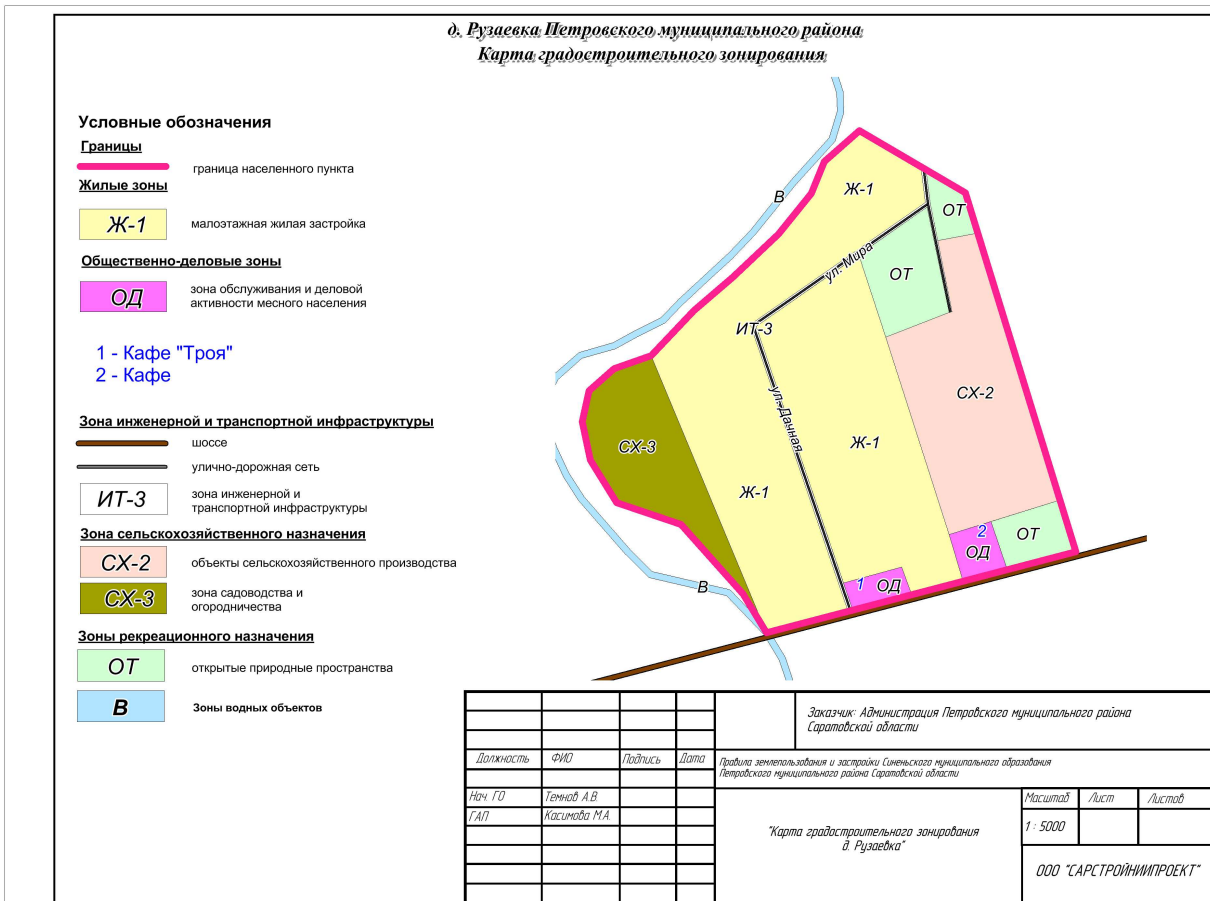 д. Рузаевка Петровского муниципального района
Карта градостроительного зонирования
Условные обозначения
Границы
граница населенного пункта
Жилые зоны
Ж-1
малоэтажная жилая застройка
Общественно-деловые зоны
ОД
зона обслуживания и деловой
активности месного населения
1 - Кафе "Троя"
2 - Кафе
Зона инженерной и транспортной инфраструктуры
шоссе
улично-дорожная сеть
ИТ-3
зона инженерной и
транспортной инфраструктуры
Зона сельскохозяйственного назначения
СХ-2
объекты сельскохозяйственного производства
СХ-3
зона садоводства и
огородничества
Зоны рекреационного назначения
ОТ
открытые природные пространства
В
Зоны водных объектов
В
Ж-1
ОТ
ул. Мира
ОТ
ИТ-3
СХ-2
ул. Дачная
СХ-3
Ж-1
Ж-1
2
ОД
ОТ
В
1
ОД
Заказчик: Администрация Петровского муниципального района
Саратовской области
Должность ФИО Подпись Дата
Правила землепользования и застройки Синеньского муниципального образования
Петровского муниципального района Саратовской области
Нач. ГО Темнов А.В.
ГАП Касимова М.А.
"Карта градостроительного зонирования
д. Рузаевка"
Масштаб Лист Листов
1 : 5000
ООО "САРСТРОЙНИИПРОЕКТ"